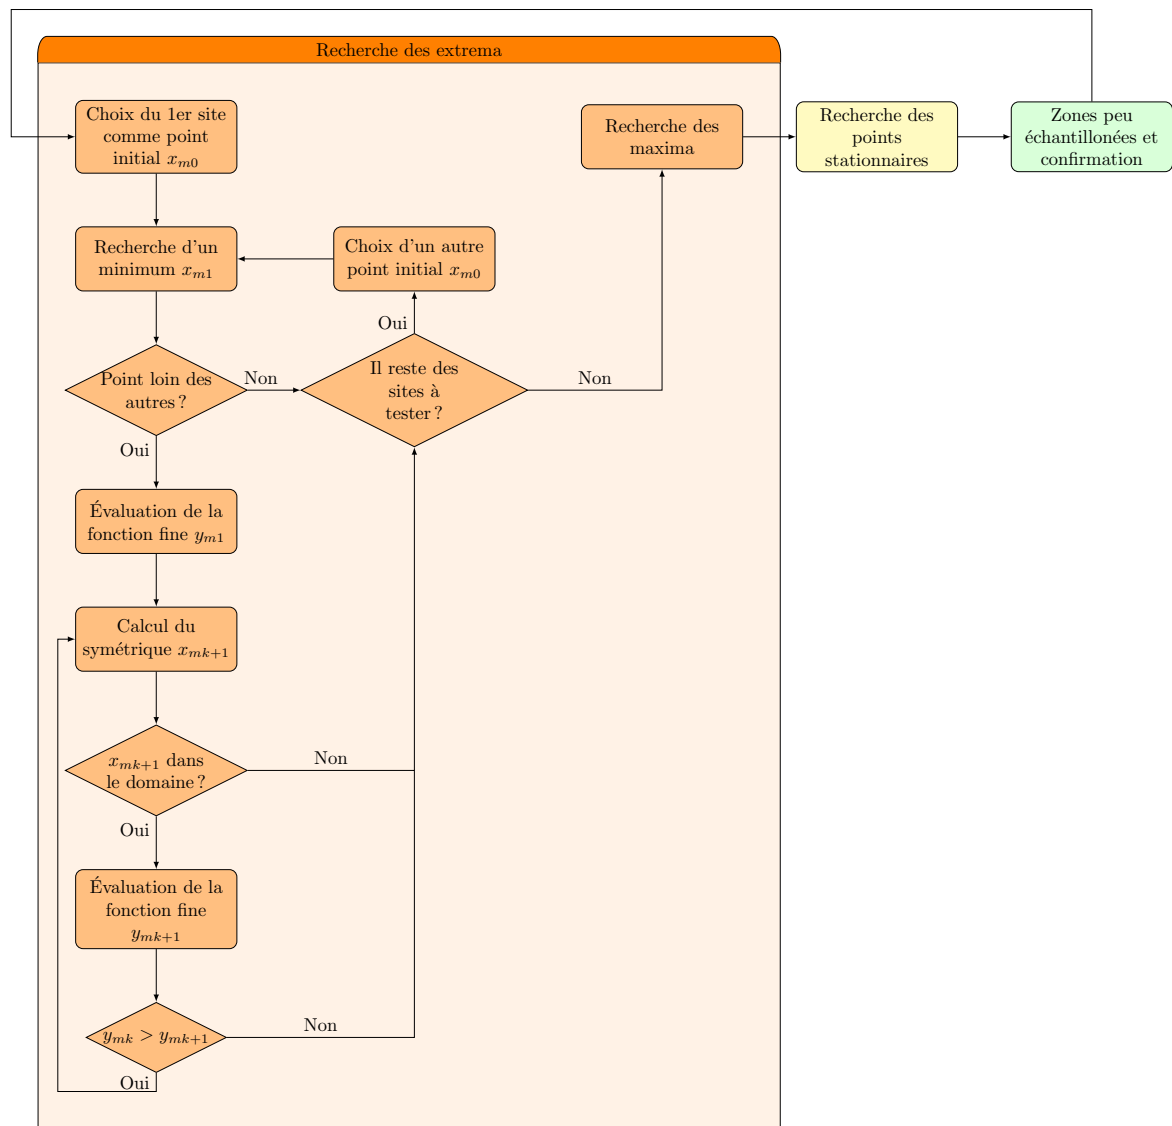 Recherche des extrema
Choix du 1er site
comme point
initial $x_{m0}$
Recherche des
maxima
Recherche des
points
stationnaires
Zones peu
échantillonées et
confirmation
Recherche d'un
minimum $x_{m1}$
Choix d'un autre
point initial $x_{m0}$
Oui
Point loin des
autres ?
Non
Il reste des
sites à
tester ?
Non
Oui
Évaluation de la
fonction fine $y_{m1}$
Calcul du
symétrique $x_{mk+1}$
$x_{mk+1}$ dans
le domaine ?
Non
Oui
Évaluation de la
fonction fine
$y_{mk+1}$
$y_{mk} > y_{mk+1}$
Non
Oui